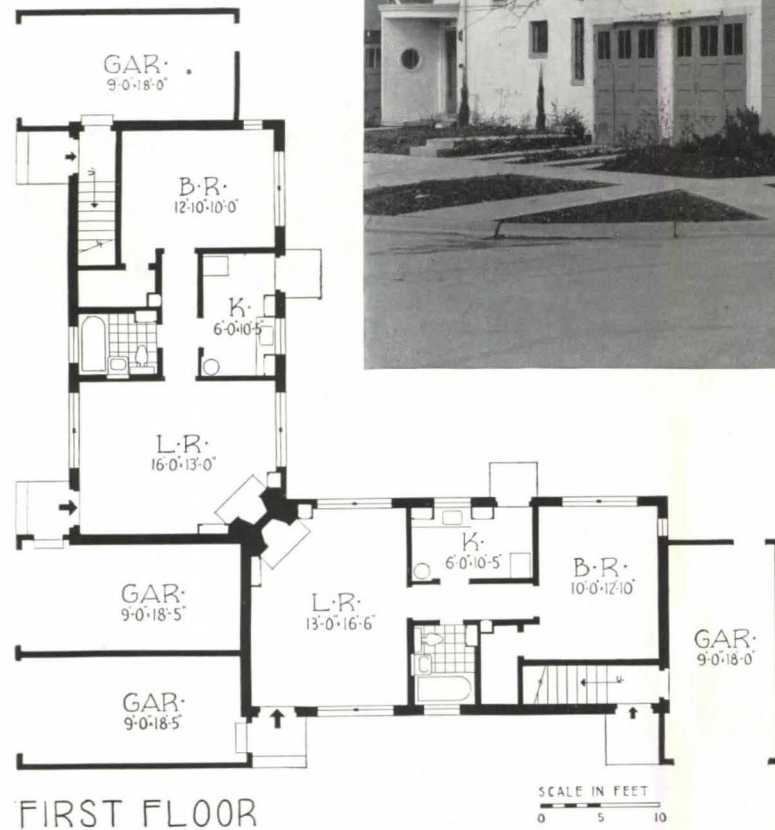 GAR·
9'-0"·18'-0"
B·R·
12'-10"·10'-0"
K·
6'-0"·10'-5"
L·R·
16'-0"·13'-0"
GAR·
9'-0"·18'-5"
GAR·
9'-0"·18'-5"
L·R·
13'-0"·16'-6"
K·
6'-0"·10'-5"
B·R·
10'-0"·12'-10"
GAR·
9'-0"·18'-0"
FIRST FLOOR
SCALE IN FEET
0 5 10